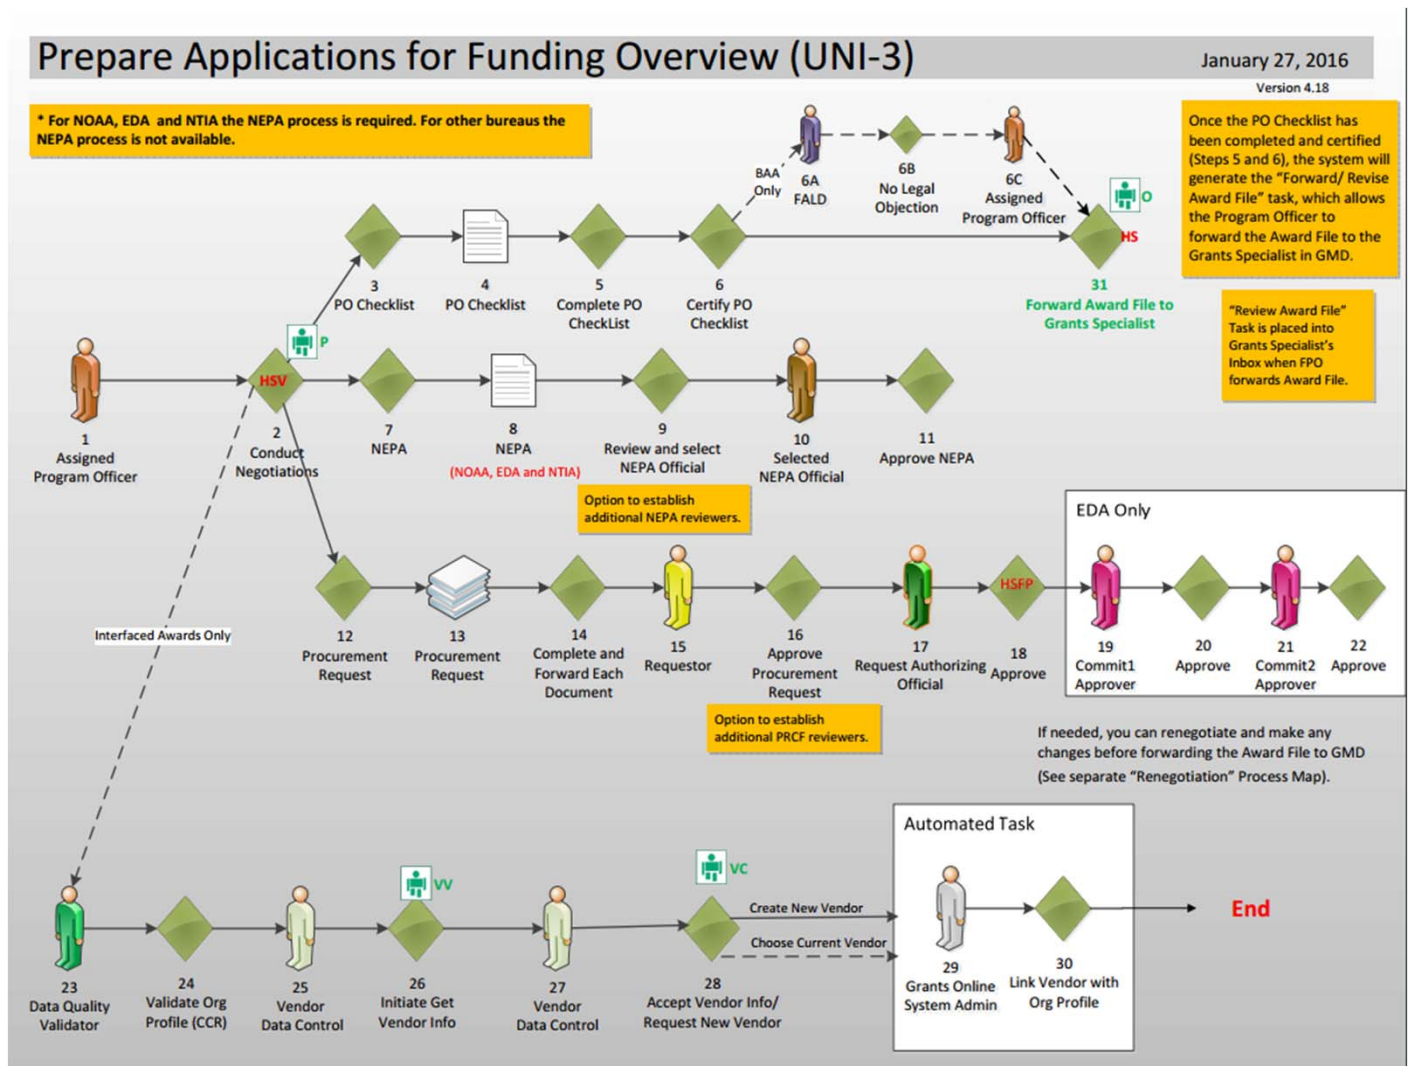 Prepare Applications for Funding Overview (UNI-3)
January 27, 2016
Version 4.18
* For NOAA, EDA and NTIA the NEPA process is required. For other bureaus the
NEPA process is not available.
Once the PO Checklist has
been completed and certified
(Steps 5 and 6), the system will
generate the “Forward/ Revise
Award File” task, which allows
the Program Officer to
forward the Award File to the
Grants Specialist in GMD.
BAA
Only
6A
FALD
6B
No Legal
Objection
6C
Assigned
Program Officer
O
HS
3
PO Checklist
4
PO Checklist
5
Complete PO
CheckList
6
Certify PO
Checklist
31
Forward Award File to
Grants Specialist
“Review Award File”
Task is placed into
Grants Specialist’s
Inbox when FPO
forwards Award File.
P
HSV
1
Assigned
Program Officer
2
Conduct
Negotiations
7
NEPA
8
NEPA
(NOAA, EDA and NTIA)
9
Review and select
NEPA Official
10
Selected
NEPA Official
11
Approve NEPA
Option to establish
additional NEPA reviewers.
EDA Only
HSFP
Interfaced Awards Only
12
Procurement
Request
13
Procurement
Request
14
Complete and
Forward Each
Document
15
Requestor
16
Approve
Procurement
Request
17
Request Authorizing
Official
18
Approve
19
Commit1
Approver
20
Approve
21
Commit2
Approver
22
Approve
Option to establish
additional PRCF reviewers.
If needed, you can renegotiate and make any
changes before forwarding the Award File to GMD
(See separate “Renegotiation” Process Map).
Automated Task
VV
VC
Create New Vendor
Choose Current Vendor
End
23
Data Quality
Validator
24
Validate Org
Profile (CCR)
25
Vendor
Data Control
26
Initiate Get
Vendor Info
27
Vendor
Data Control
28
Accept Vendor Info/
Request New Vendor
29
Grants Online
System Admin
30
Link Vendor with
Org Profile